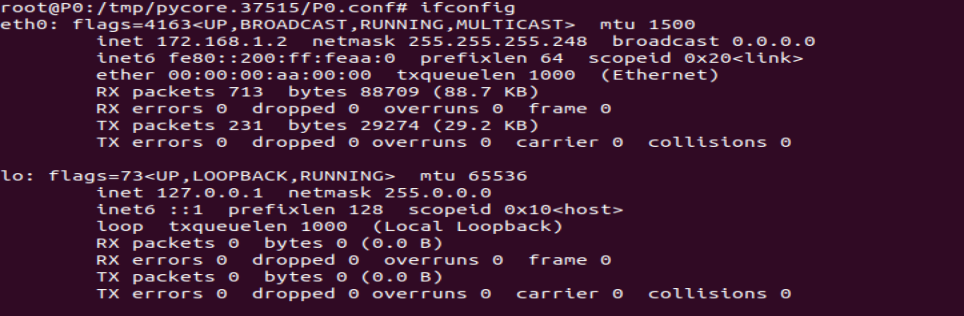 root@P0:/tmp/pycore.37515/P0.conf# ifconfig
eth0: flags=4163<UP,BROADCAST,RUNNING,MULTICAST>  mtu 1500
        inet 172.168.1.2  netmask 255.255.255.248  broadcast 0.0.0.0
        inet6 fe80::200:ff:feaa:0  prefixlen 64  scopeid 0x20<link>
        ether 00:00:00:aa:00:00  txqueuelen 1000  (Ethernet)
        RX packets 713  bytes 88709 (88.7 KB)
        RX errors 0  dropped 0  overruns 0  frame 0
        TX packets 231  bytes 29274 (29.2 KB)
        TX errors 0  dropped 0 overruns 0  carrier 0  collisions 0

lo: flags=73<UP,LOOPBACK,RUNNING>  mtu 65536
        inet 127.0.0.1  netmask 255.0.0.0
        inet6 ::1  prefixlen 128  scopeid 0x10<host>
        loop  txqueuelen 1000  (Local Loopback)
        RX packets 0  bytes 0 (0.0 B)
        RX errors 0  dropped 0  overruns 0  frame 0
        TX packets 0  bytes 0 (0.0 B)
        TX errors 0  dropped 0 overruns 0  carrier 0  collisions 0